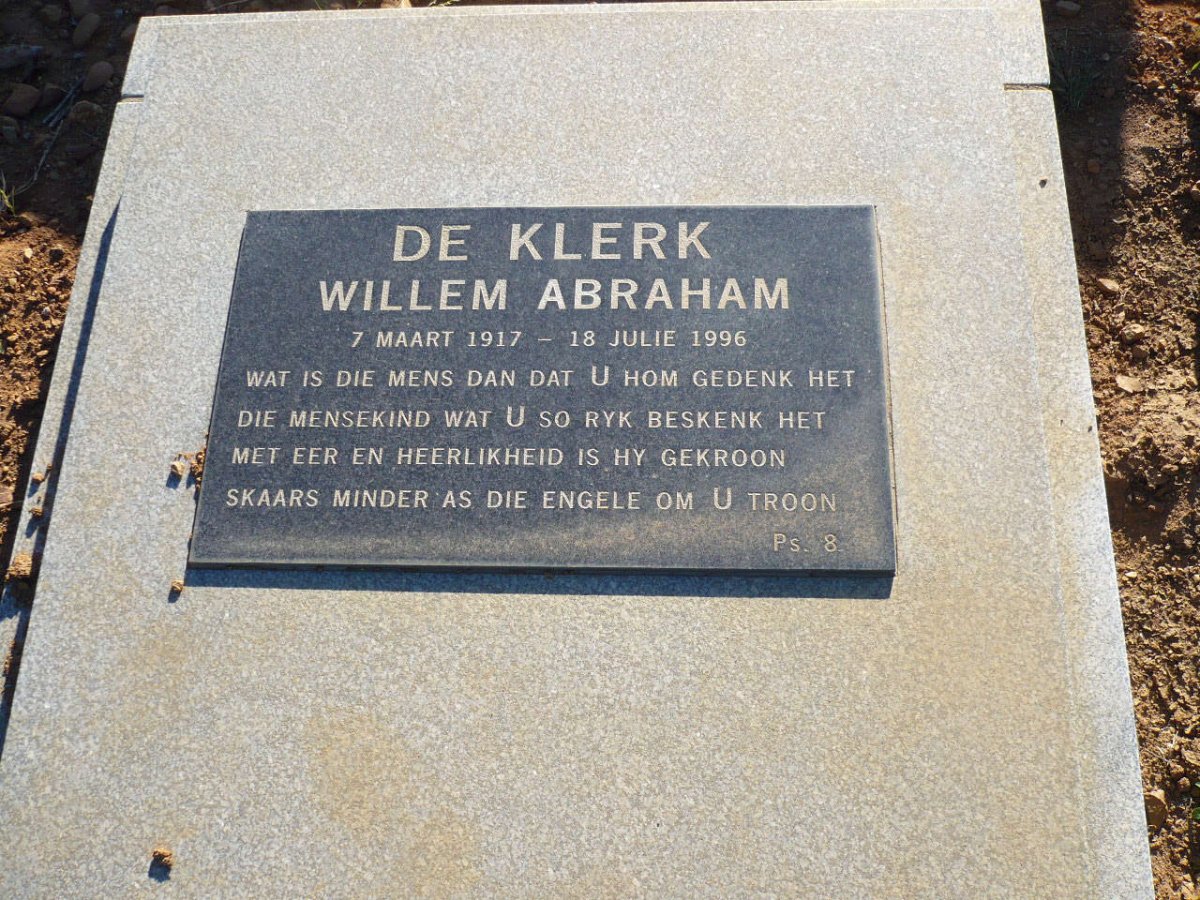 DE KLERK
WILLEM ABRAHAM
7 MAART 1917 – 18 JULIE 1996
WAT IS DIE MENS DAN DAT U HOM GEDENK HET
DIE MENSEKIND WAT U SO RYK BESKENK HET
MET EER EN HEERLIKHEID IS HY GEKROON
SKAARS MINDER AS DIE ENGELE OM U TROON
Ps. 8